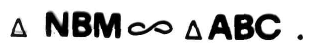 △ NBM ∽ △ ABC .